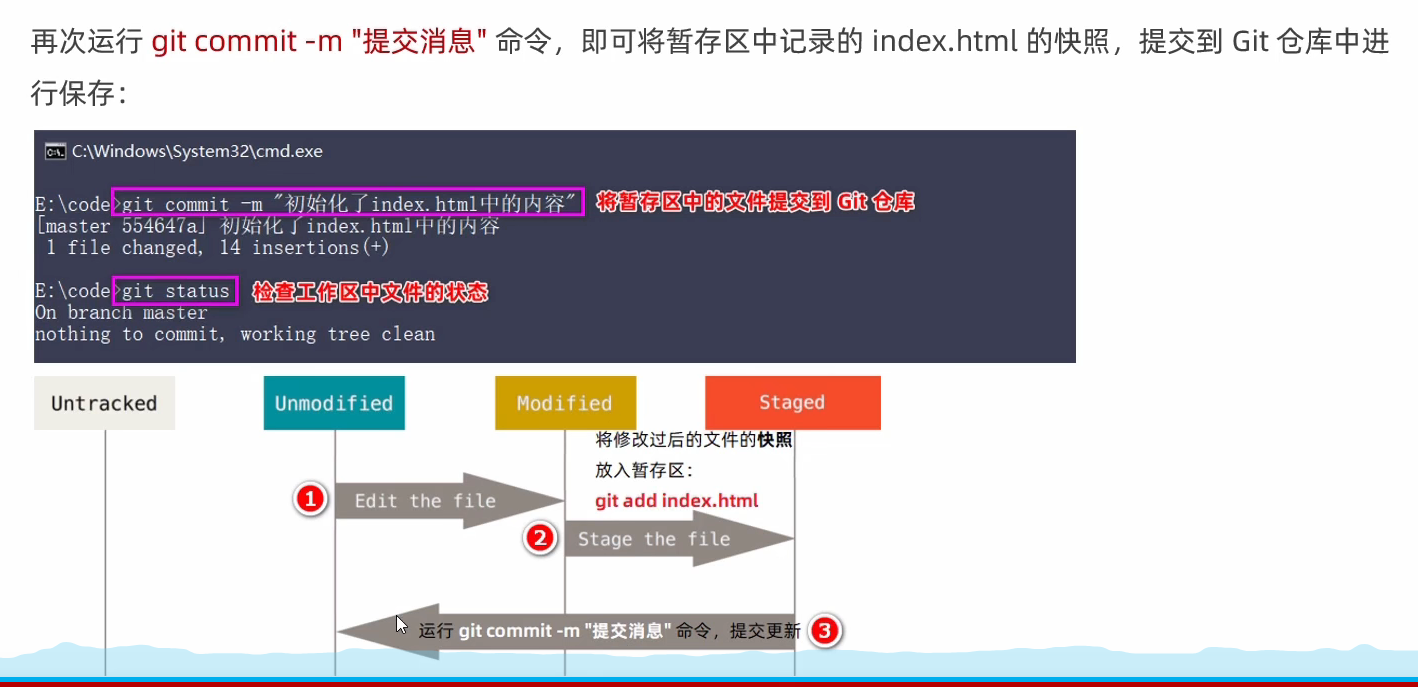 再次运行 git commit -m "提交消息" 命令，即可将暂存区中记录的 index.html 的快照，提交到 Git 仓库中进
行保存：
C:\Windows\System32\cmd.exe
E:\code>git commit -m "初始化了index.html中的内容" 将暂存区中的文件提交到 Git 仓库
[master 554647a] 初始化了index.html中的内容
1 file changed, 14 insertions(+)
E:\code>git status 检查工作区中文件的状态
On branch master
nothing to commit, working tree clean
Untracked Unmodified Modified Staged
将修改过后的文件的快照
放入暂存区：
git add index.html
1 Edit the file
2 Stage the file
运行 git commit -m "提交消息" 命令，提交更新 3